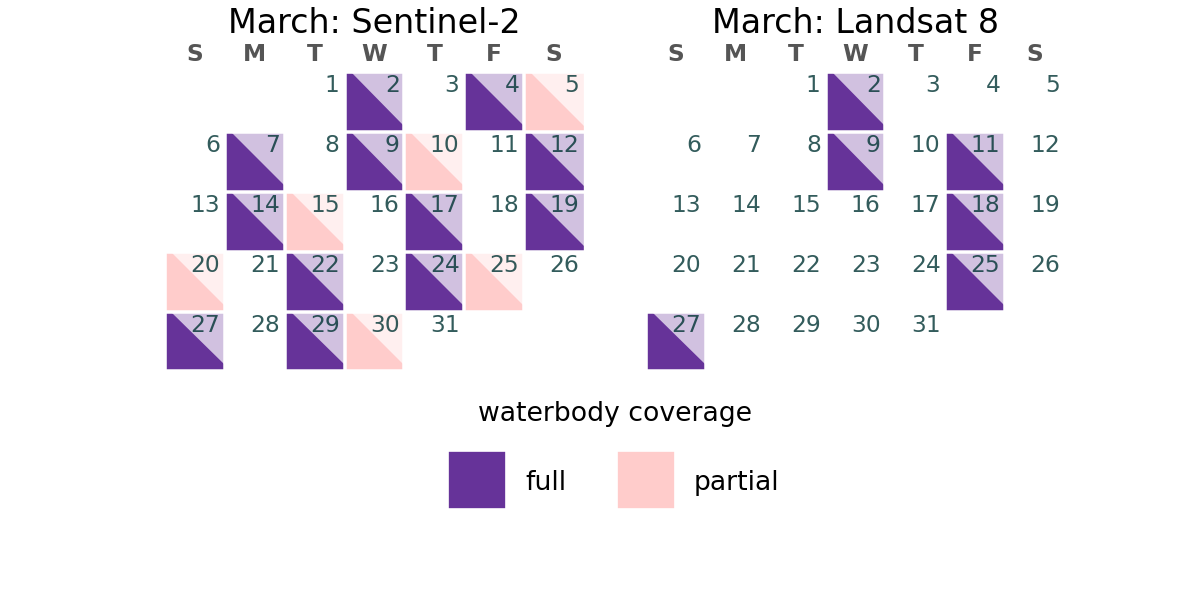 March: Sentinel-2
S M T W T F S
1 2 3 4 5
6 7 8 9 10 11 12
13 14 15 16 17 18 19
20 21 22 23 24 25 26
27 28 29 30 31
March: Landsat 8
S M T W T F S
1 2 3 4 5
6 7 8 9 10 11 12
13 14 15 16 17 18 19
20 21 22 23 24 25 26
27 28 29 30 31
waterbody coverage
full partial